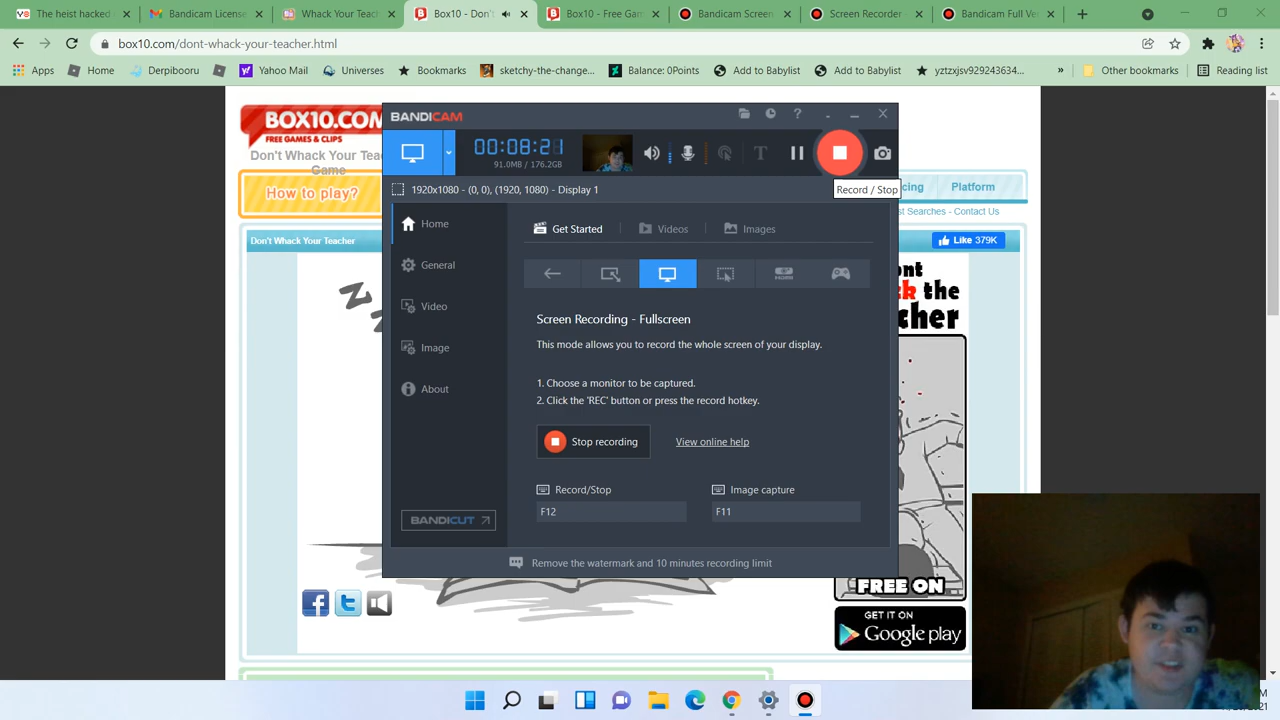 The heist hacked
Bandicam License
Whack Your Tea
Box10 - Don't
Box10 - Free Gam
Bandicam Screen
Screen Recorder
Bandicam Full Ve
box10.com/dont-whack-your-teacher.html
Apps
Home
Derpibooru
Yahoo Mail
Universes
Bookmarks
sketchy-the-change...
Balance: 0Points
Add to Babylist
Add to Babylist
yztzxjsv929243634...
»
Other bookmarks
Reading list
BOX10.COM
FREE GAMES & CLIPS
Don't Whack Your Tea
Game
How to play?
Don't Whack Your Teacher
BANDICAM
00:08:21
91.0MB / 176.2GB
Record / Stop
1920x1080 - (0, 0), (1920, 1080) - Display 1
cing
Platform
st Searches - Contact Us
Like 379K
Home
General
Video
Image
About
BANDICUT
Get Started
Videos
Images
HDMI
Screen Recording - Fullscreen
This mode allows you to record the whole screen of your display.
1. Choose a monitor to be captured.
2. Click the 'REC' button or press the record hotkey.
Stop recording
View online help
Record/Stop
Image capture
F12
F11
Remove the watermark and 10 minutes recording limit
ont
ck the
cher
FREE ON
GET IT ON
Google play